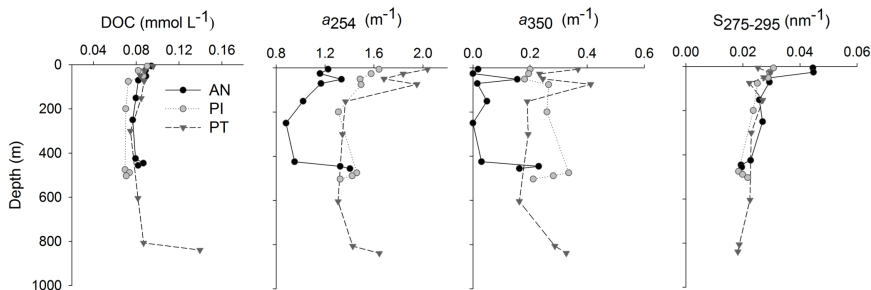 DOC (mmol L-1)
a254 (m-1)
a350 (m-1)
S275-295 (nm-1)
0.04 0.08 0.12 0.16
0.8 1.2 1.6 2.0
0.0 0.2 0.4 0.6
0.00 0.02 0.04 0.06
0
200
400
600
800
1000
Depth (m)
AN
PI
PT